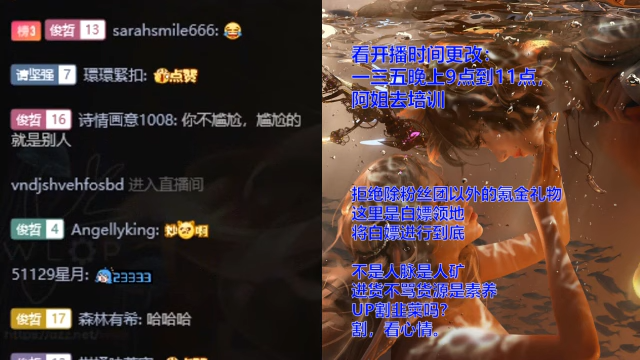 榜3 俊哲 13 sarahsmile666:
请坚强 7 環環緊扣: 点赞
俊哲 16 诗情画意1008: 你不尴尬，尴尬的
就是别人
vndjshvehfosbd 进入直播间
俊哲 4 Angellyking: 妙啊
51129星月: 23333
俊哲 17 森林有希: 哈哈哈
看开播时间更改：
一三五晚上9点到11点，
阿姐去培训
拒绝除粉丝团以外的氪金礼物
这里是白嫖领地
将白嫖进行到底
不是人脉是人矿
进货不骂货源是素养
UP割韭菜吗？
割，看心情。